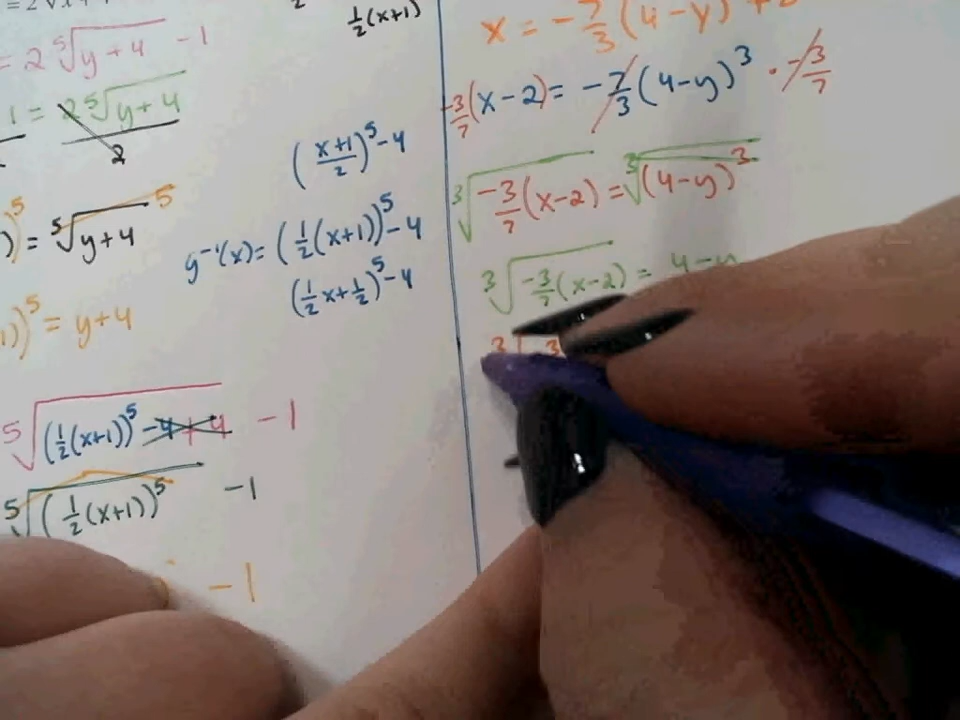 = 2 ⁵√(y+4) - 1
1 = 2 ⁵√(y+4)
2
) ⁵ = ⁵√(y+4) ⁵
1))⁵ = y+4
⁵√((½(x+1))⁵ - 4 + 4) - 1
⁵√((½(x+1))⁵) - 1
- 1
½(x+1)
((x+1)/2)⁵ - 4
y⁻¹(x) = (½(x+1))⁵ - 4
(½x+½)⁵ - 4
x = -7/3 (4-y)
-3/7 (x-2) = -7/3 (4-y)³ · -3/7
³√(-3/7 (x-2)) = ³√((4-y)³)
³√(-3/7 (x-2)) = 4-y
3 3